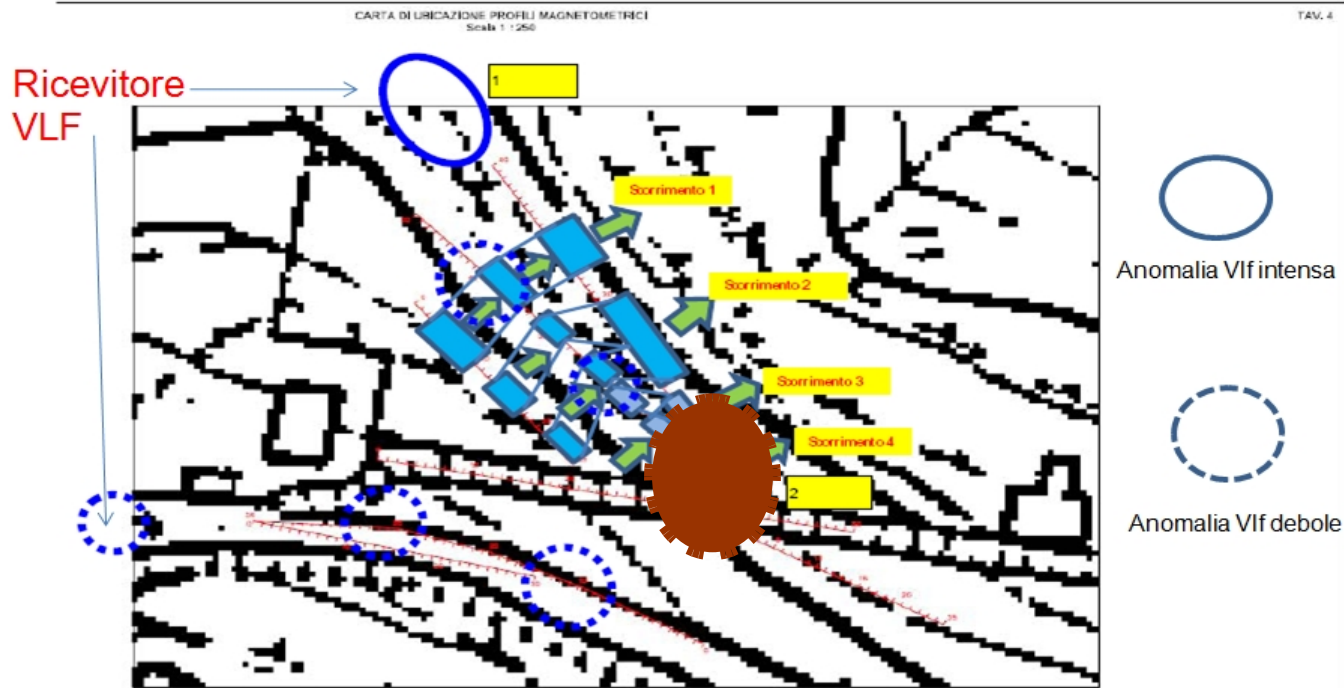 CARTA DI UBICAZIONE PROFILI MAGNETOMETRICI
Scala 1 : 250
TAV. 4
Ricevitore
VLF
1
Scorrimento 1
Scorrimento 2
Scorrimento 3
Scorrimento 4
2
Anomalia Vlf intensa
Anomalia Vlf debole